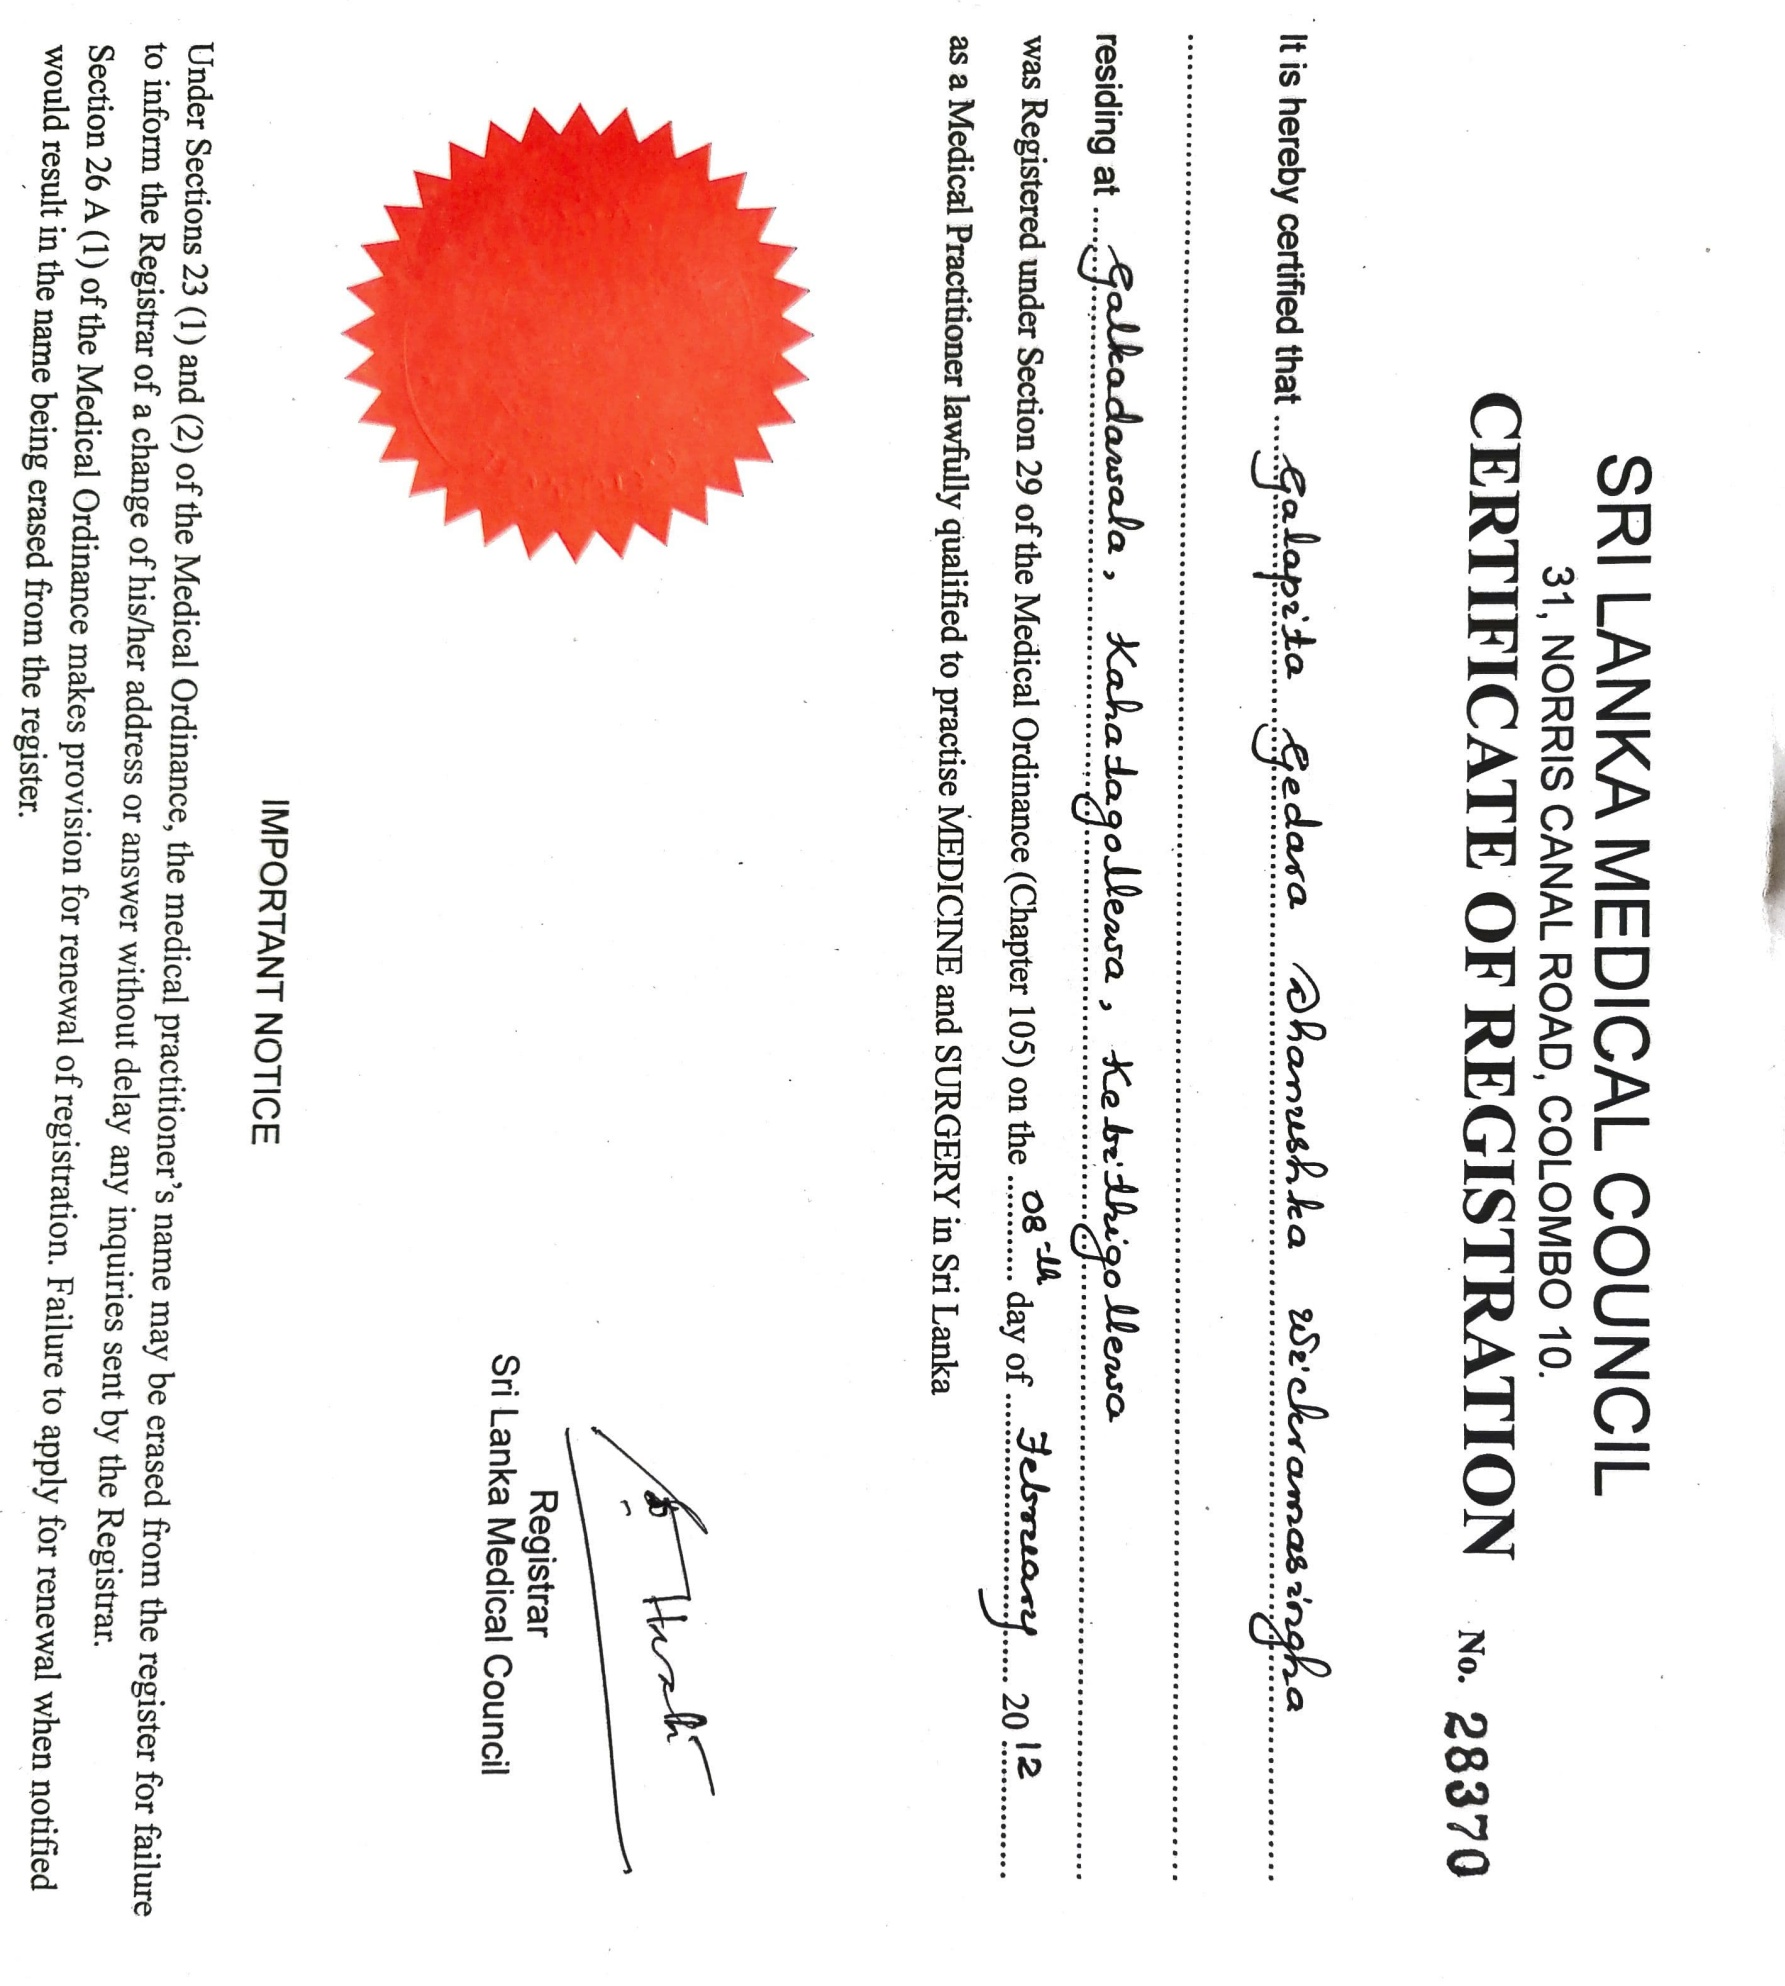 SRI LANKA MEDICAL COUNCIL
31, NORRIS CANAL ROAD, COLOMBO 10.
CERTIFICATE OF REGISTRATION No. 28370
It is hereby certified that Galapita Gedara Dhanushka Wickramasingha
residing at Galkadawala, Kahatagollewa, Kebithigollewa
was Registered under Section 29 of the Medical Ordinance (Chapter 105) on the 08th day of February 2012
as a Medical Practitioner lawfully qualified to practise MEDICINE and SURGERY in Sri Lanka
Registrar
Sri Lanka Medical Council
IMPORTANT NOTICE
Under Sections 23 (1) and (2) of the Medical Ordinance, the medical practitioner's name may be erased from the register for failure
to inform the Registrar of a change of his/her address or answer without delay any inquiries sent by the Registrar.
Section 26 A (1) of the Medical Ordinance makes provision for renewal of registration. Failure to apply for renewal when notified
would result in the name being erased from the register.